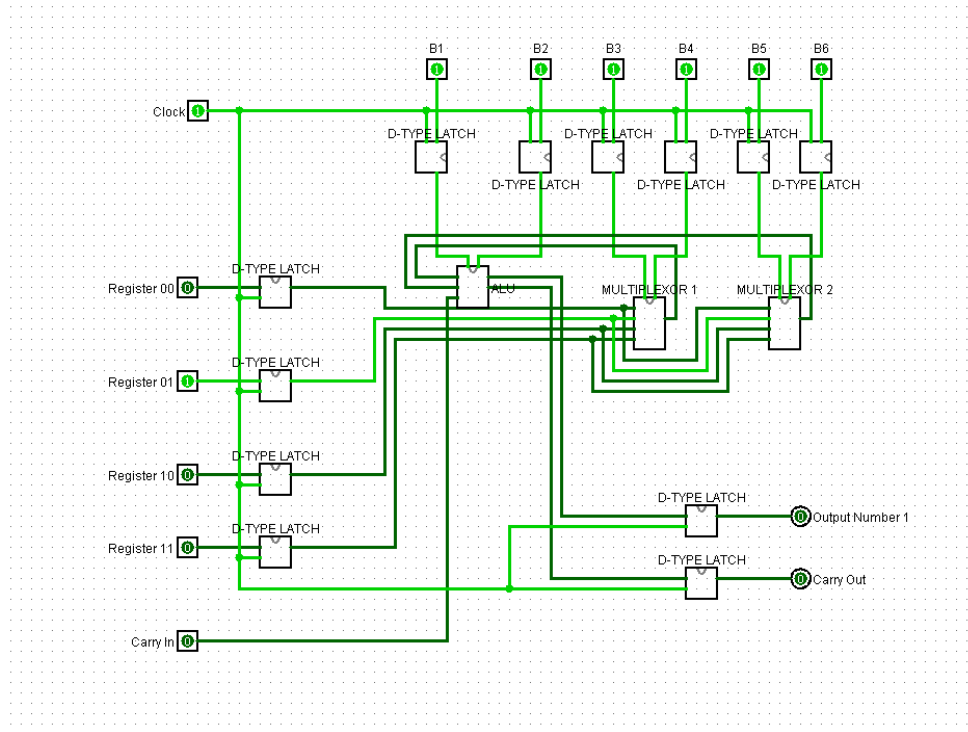 B1 B2 B3 B4 B5 B6
1 1 1 1 1 1
Clock 1
D-TYPE LATCH D-TYPE LATCH D-TYPE LATCH
D-TYPE LATCH D-TYPE LATCH D-TYPE LATCH
D-TYPE LATCH
Register 00 0 ALU MULTIPLEXOR 1 MULTIPLEXOR 2
D-TYPE LATCH
Register 01 1
D-TYPE LATCH
Register 10 0
D-TYPE LATCH
D-TYPE LATCH
0 Output Number 1
Register 11 0
D-TYPE LATCH
0 Carry Out
Carry In 0